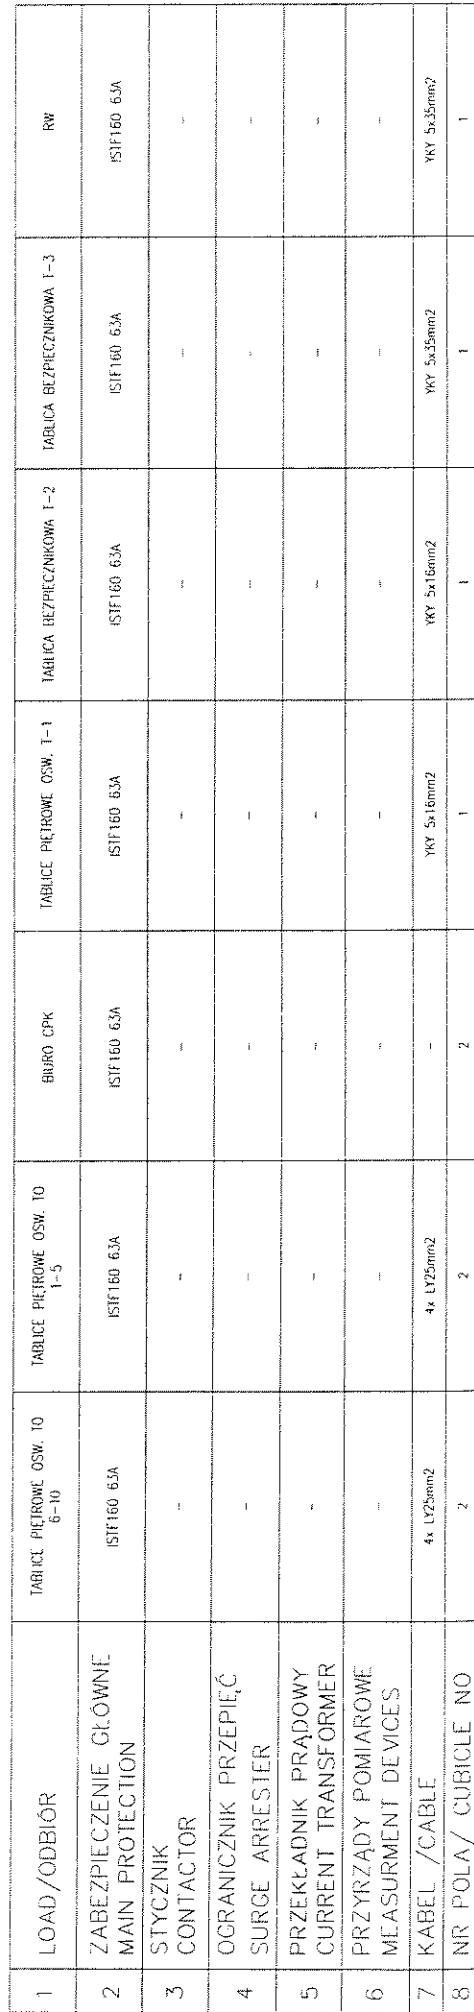 1 LOAD/ODBIÓR TABLICE PIĘTROWE OSW. TO 6-10 TABLICE PIĘTROWE OSW. TO 1-5 BIURO CPK TABLICE PIĘTROWE OSW. T-1 TABLICA BEZPIECZNIKOWA T-2 TABLICA BEZPIECZNIKOWA T-3 RW
2 ZABEZPIECZENIE GŁÓWNE MAIN PROTECTION ISTF160 63A ISTF160 63A ISTF160 63A ISTF160 63A ISTF160 63A ISTF160 63A ISTF160 63A
3 STYCZNIK CONTACTOR - - - - - - -
4 OGRANICZNIK PRZEPIĘĆ SURGE ARRESTER - - - - - - -
5 PRZEKŁADNIK PRĄDOWY CURRENT TRANSFORMER - - - - - - -
6 PRZYRZĄDY POMIAROWE MEASURMENT DEVICES - - - - - - -
7 KABEL /CABLE 4x LY25mm2 4x LY25mm2 - YKY 5x16mm2 YKY 5x16mm2 YKY 5x35mm2 YKY 5x35mm2
8 NR POLA/ CUBICLE NO 2 2 2 1 1 1 1